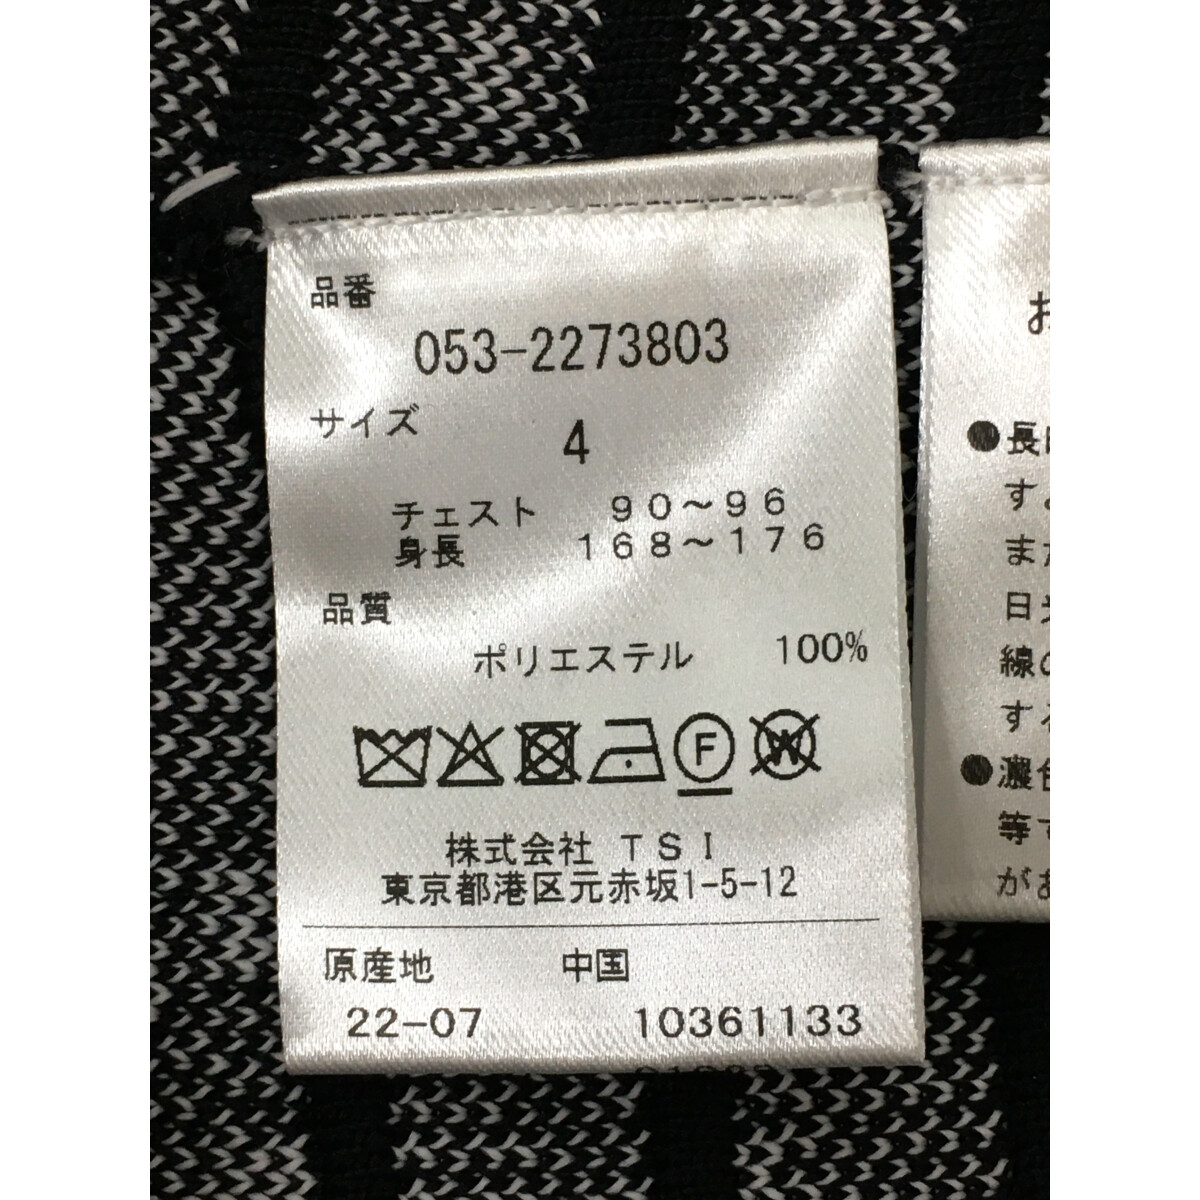 品番
053-2273803
サイズ
4
チェスト 90～96
身長 168～176
品質
ポリエステル 100%
F
W
株式会社 TSI
東京都港区元赤坂1-5-12
原産地 中国
22-07 10361133
お
●長
す
ま
日
線
する
●濃色
等
があ